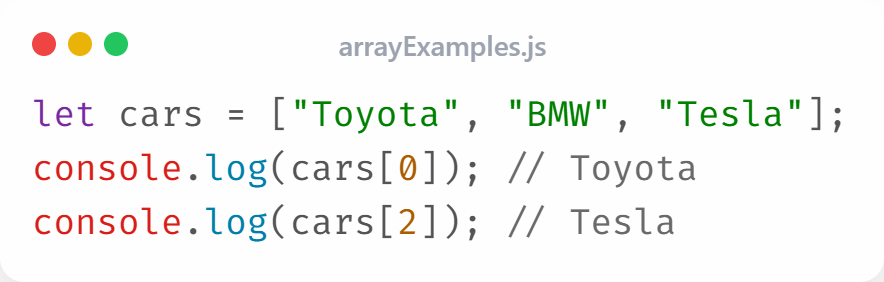 arrayExamples.js
let cars = ["Toyota", "BMW", "Tesla"];
console.log(cars[0]); // Toyota
console.log(cars[2]); // Tesla